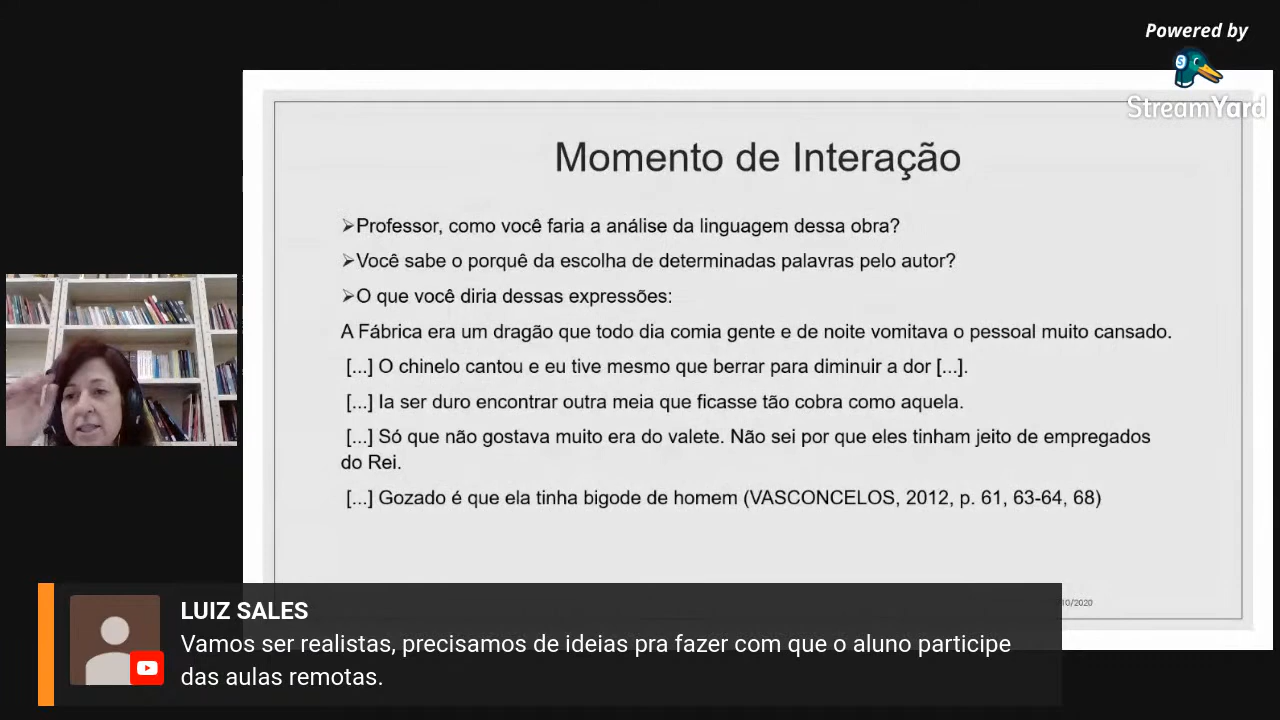 Powered by
StreamYard
Momento de Interação
➢Professor, como você faria a análise da linguagem dessa obra?
➢Você sabe o porquê da escolha de determinadas palavras pelo autor?
➢O que você diria dessas expressões:
A Fábrica era um dragão que todo dia comia gente e de noite vomitava o pessoal muito cansado.
[...] O chinelo cantou e eu tive mesmo que berrar para diminuir a dor [...].
[...] Ia ser duro encontrar outra meia que ficasse tão cobra como aquela.
[...] Só que não gostava muito era do valete. Não sei por que eles tinham jeito de empregados
do Rei.
[...] Gozado é que ela tinha bigode de homem (VASCONCELOS, 2012, p. 61, 63-64, 68)
10/2020
LUIZ SALES
Vamos ser realistas, precisamos de ideias pra fazer com que o aluno participe
das aulas remotas.